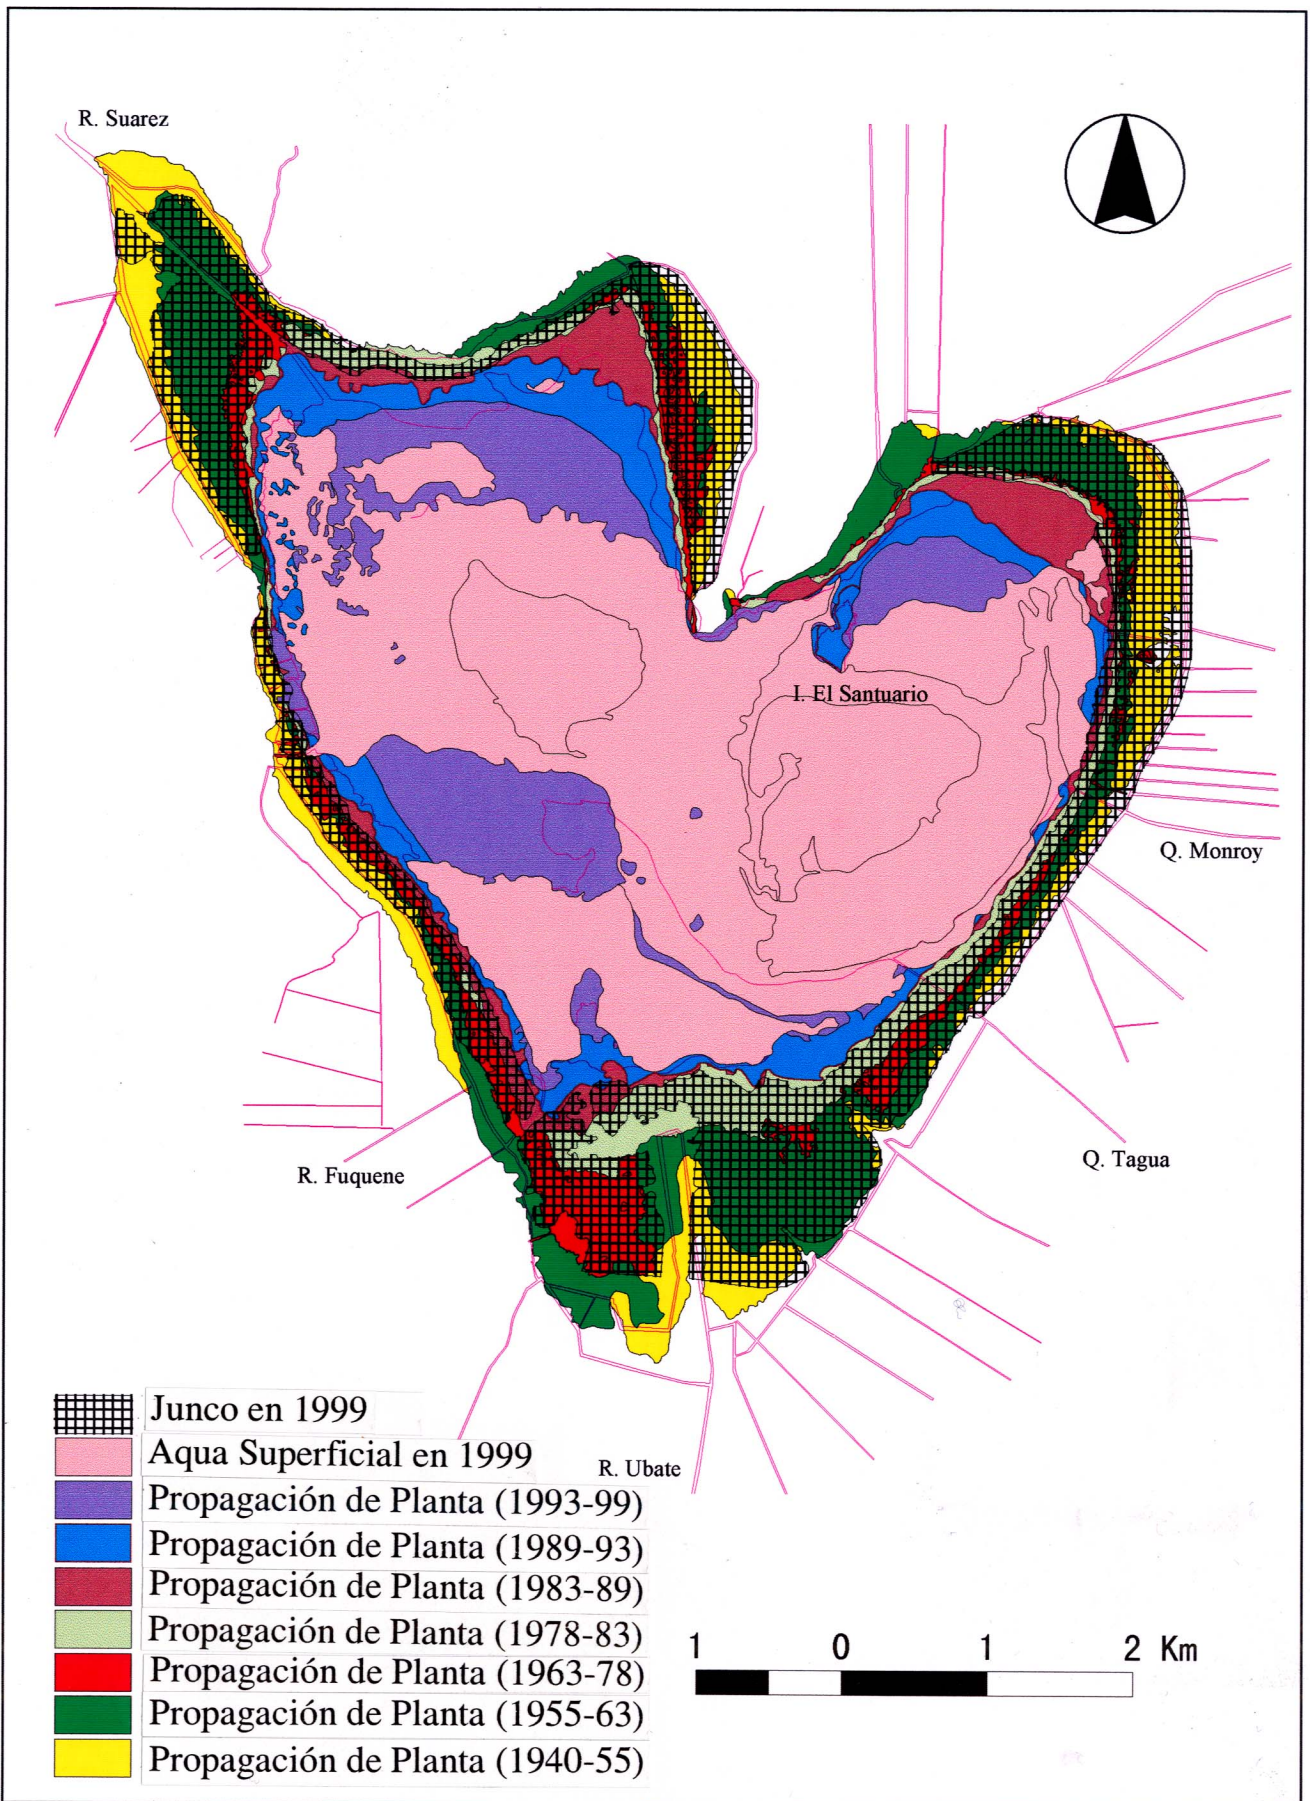 R. Suarez
I. El Santuario
Q. Monroy
Q. Tagua
R. Fuquene
R. Ubate
Junco en 1999
Aqua Superficial en 1999
Propagación de Planta (1993-99)
Propagación de Planta (1989-93)
Propagación de Planta (1983-89)
Propagación de Planta (1978-83)
Propagación de Planta (1963-78)
Propagación de Planta (1955-63)
Propagación de Planta (1940-55)
1 0 1 2 Km